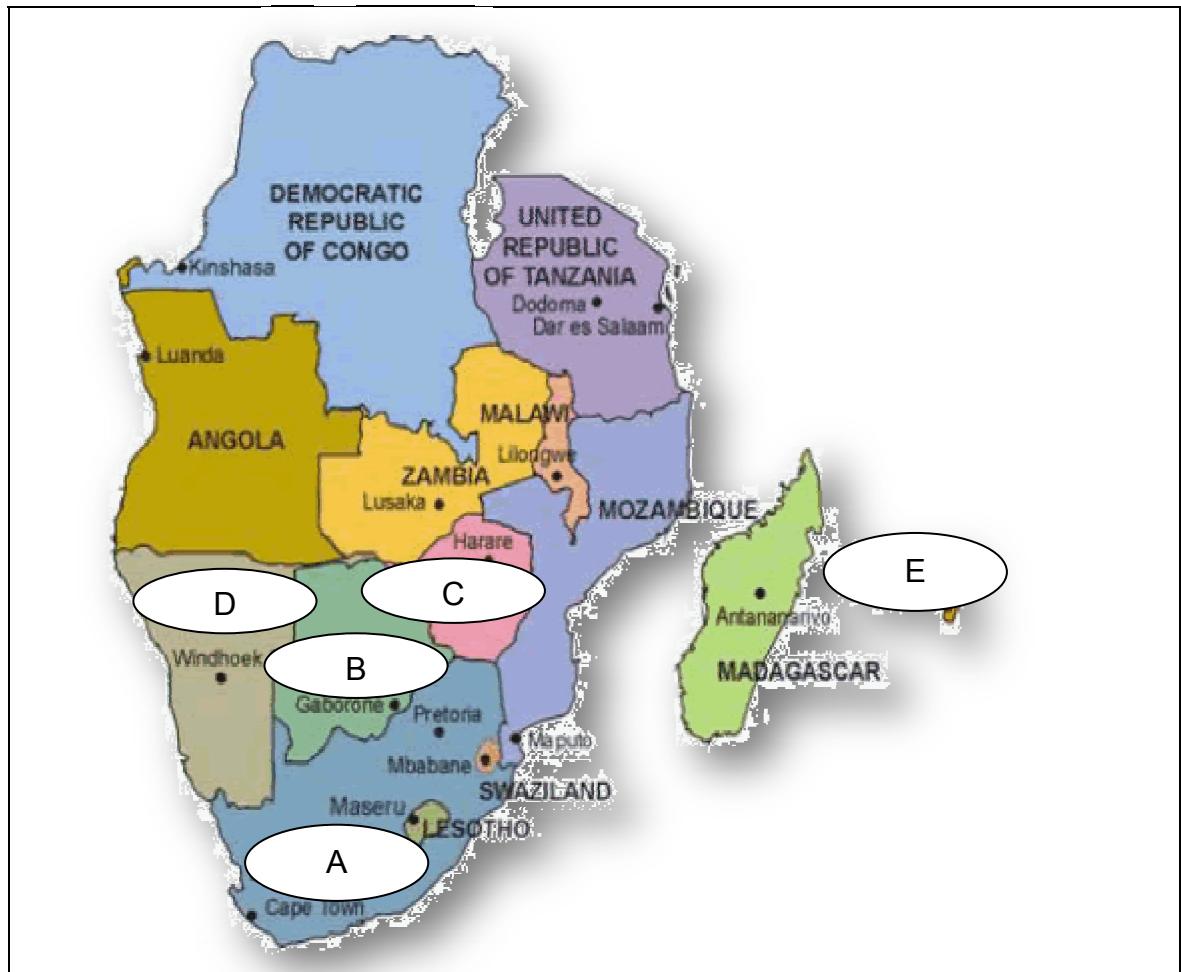 DEMOCRATIC
REPUBLIC
OF CONGO
UNITED
REPUBLIC
OF TANZANIA
Kinshasa
Dodoma
Dar es Salaam
Luanda
ANGOLA
MALAWI
Lilongwe
ZAMBIA
Lusaka
MOZAMBIQUE
Harare
E
C
D
Antananarivo
Windhoek
B
MADAGASCAR
Gaborone
Pretoria
Maputo
Mbabane
SWAZILAND
Maseru
LESOTHO
A
Cape Town